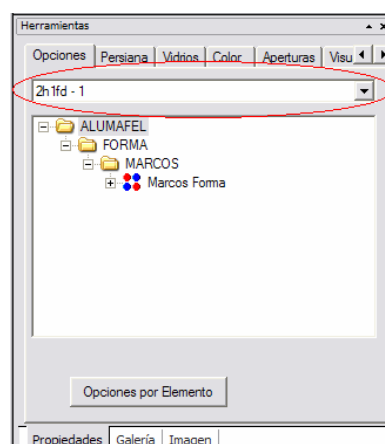 Herramientas
Opciones Persiana Vidrios Color Aperturas Visu
2h1fd - 1
ALUMAFEL
FORMA
MARCOS
Marcos Forma
Opciones por Elemento
Propiedades Galería Imagen